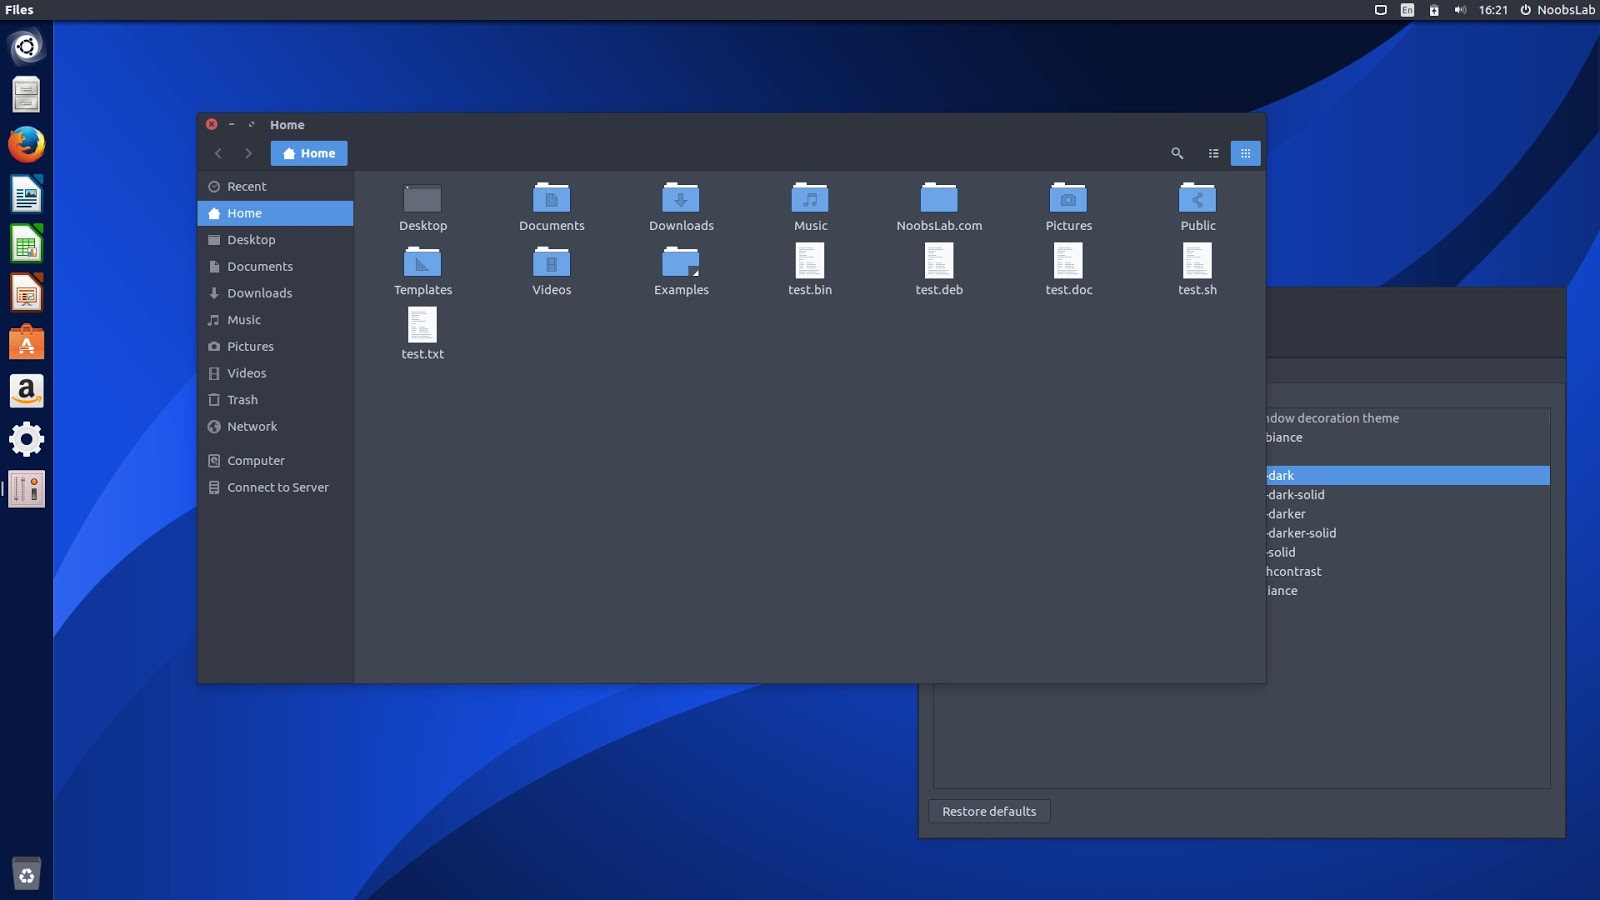 Files
En
16:21
NoobsLab
Home
Home
Recent
Home
Desktop
Documents
Downloads
Music
Pictures
Videos
Trash
Network
Computer
Connect to Server
Desktop
Documents
Downloads
Music
NoobsLab.com
Pictures
Public
Templates
Videos
Examples
test.bin
test.deb
test.doc
test.sh
test.txt
ndow decoration theme
biance
-dark
-dark-solid
-darker
-darker-solid
-solid
hcontrast
iance
Restore defaults